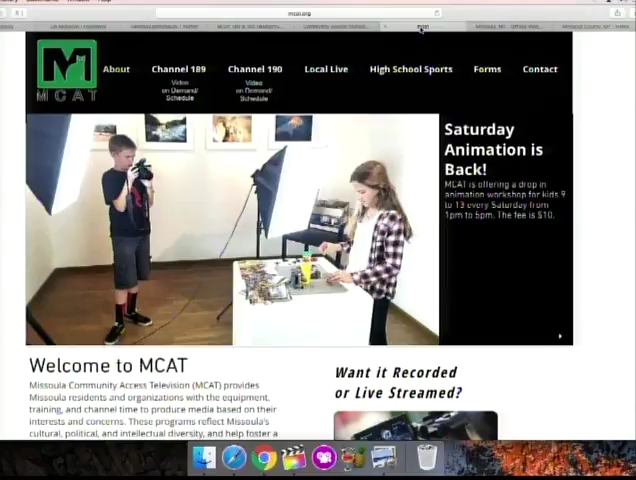 mcat.org
mcat
MCAT
About
Channel 189
Channel 190
Local Live
High School Sports
Forms
Contact
Video
on Demand/
Schedule
Video
on Demand/
Schedule
Saturday
Animation is
Back!
MCAT is offering a drop in
animation workshop for kids 9
to 13 every Saturday from
1pm to 5pm. The fee is $10.
Welcome to MCAT
Missoula Community Access Television (MCAT) provides
Missoula residents and organizations with the equipment,
training, and channel time to produce media based on their
interests and concerns. These programs reflect Missoula's
cultural, political, and intellectual diversity, and help foster a
Want it Recorded
or Live Streamed?